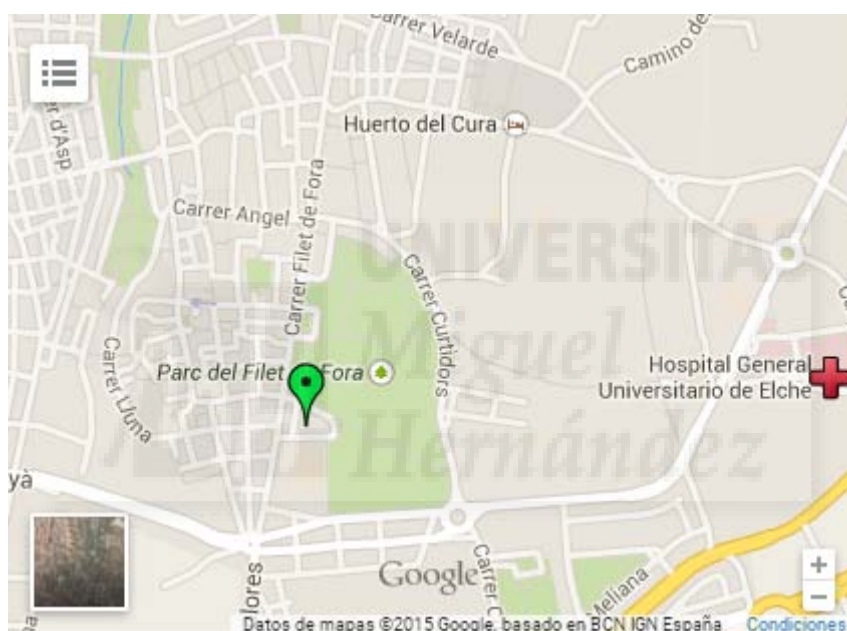 Carrer Velarde
Camino de
er d'Asp
Huerto del Cura
Carrer Angel
UNIVERSITAS
Miguel
Hernández
Carrer Filet de Fora
Carrer Curtidors
Carrer Lluna
Parc del Filet Fora
Hospital General
Universitario de Elche
yà
lores
Google
Carrer C
Meliana
Datos de mapas ©2015 Google, basado en BCN IGN España
Condiciones